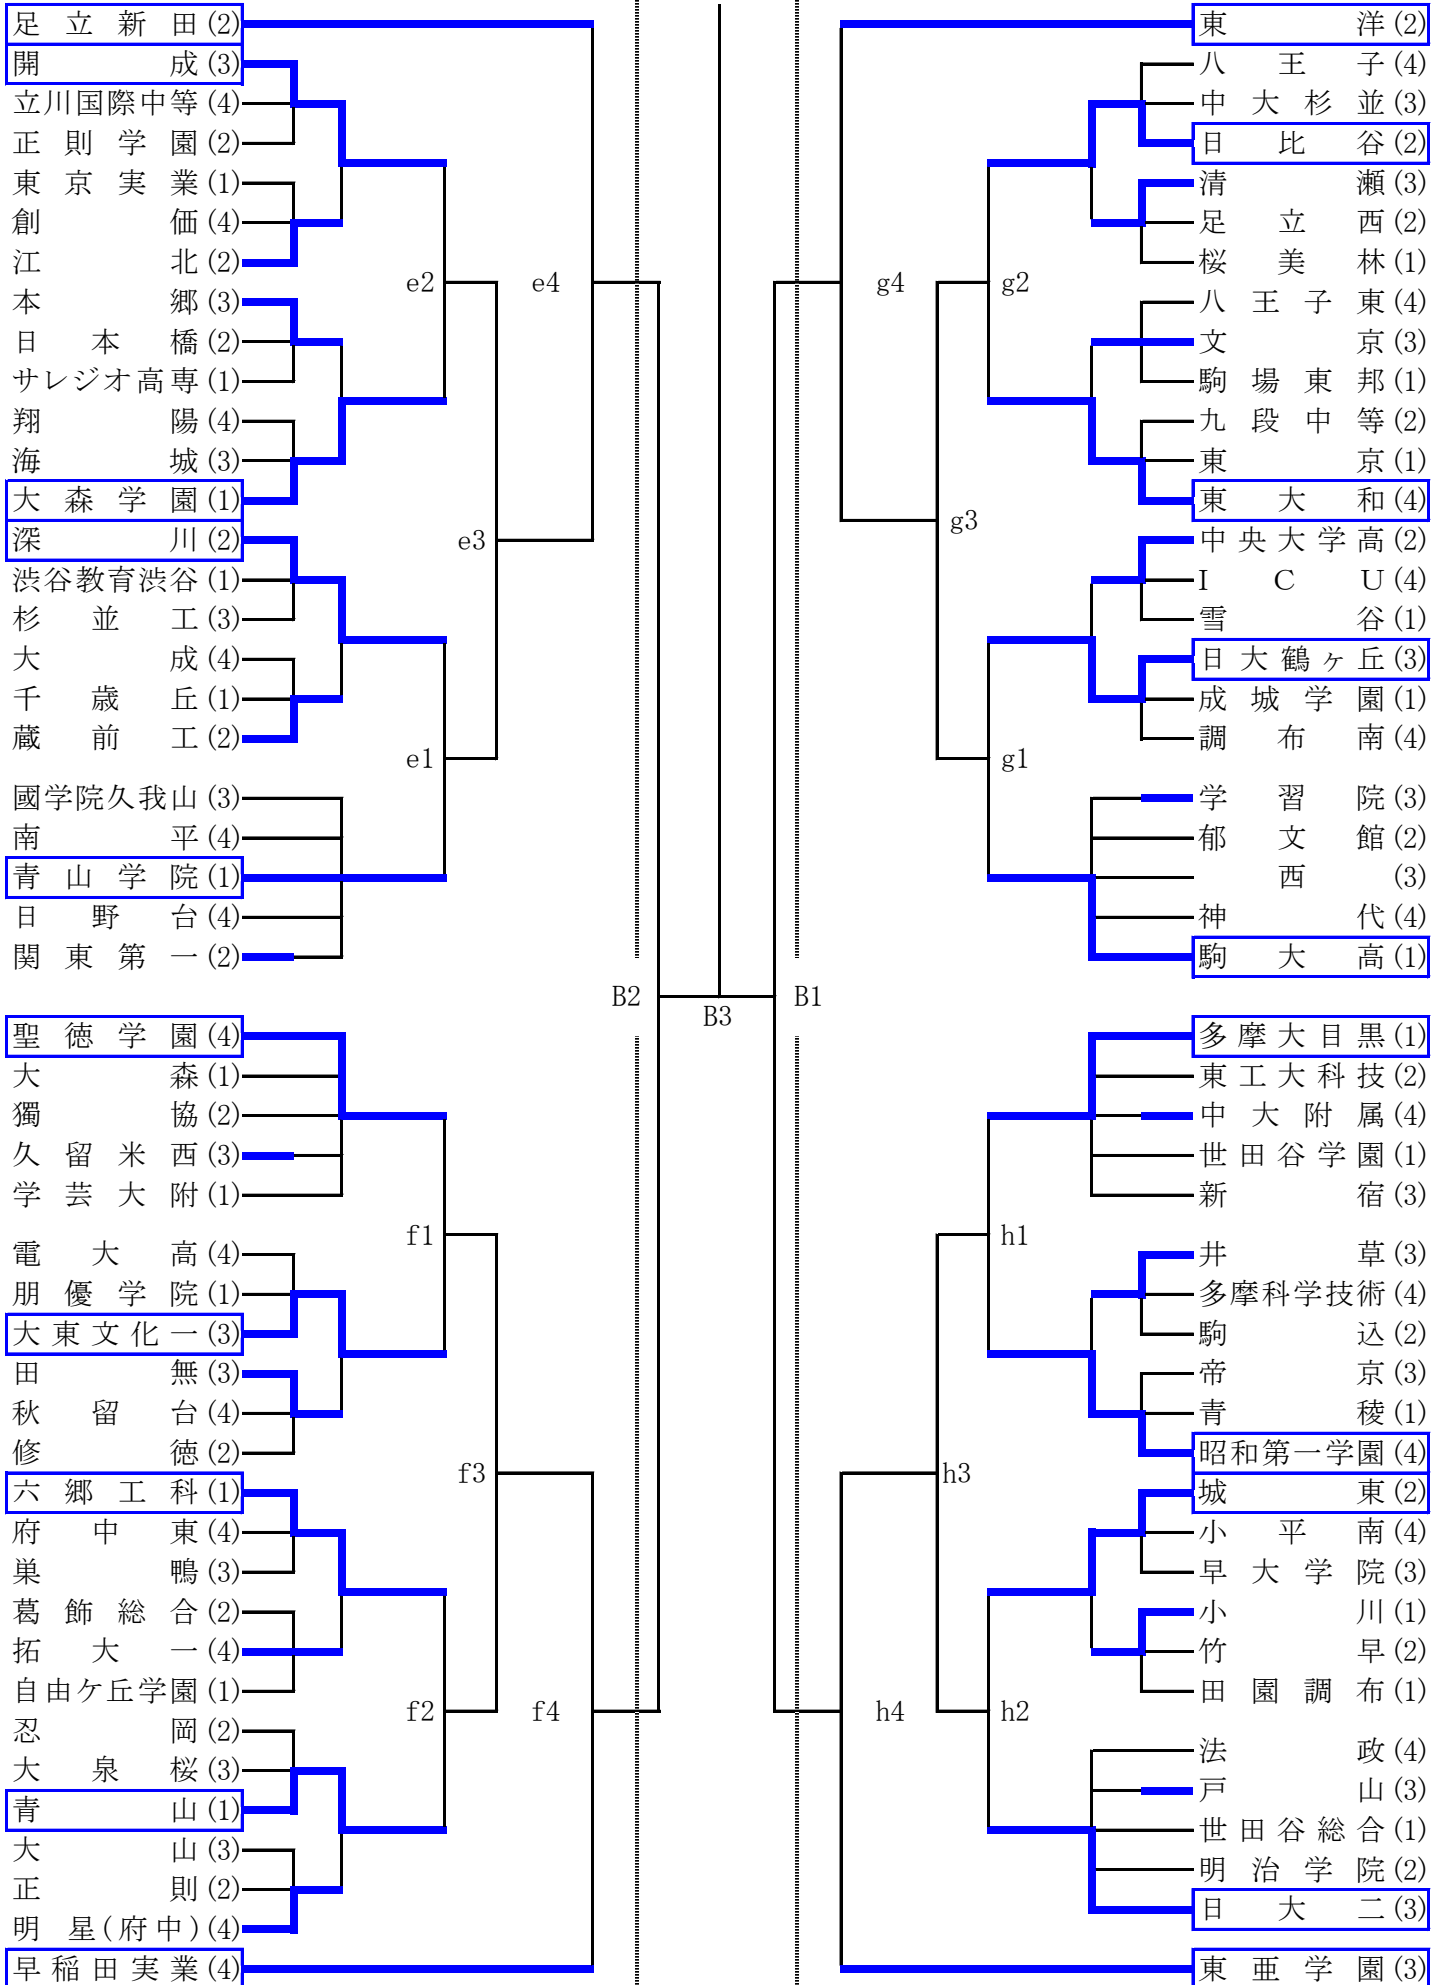 足立新田(2)
開成(3)
立川国際中等(4)
正則学園(2)
東京実業(1)
創価(4)
江北(2)
本郷(3)
日本橋(2)
サレジオ高専(1)
翔陽(4)
海城(3)
大森学園(1)
深川(2)
渋谷教育渋谷(1)
杉並工(3)
大成(4)
千歳丘(1)
蔵前工(2)
國学院久我山(3)
南平(4)
青山学院(1)
日野台(4)
関東第一(2)
聖徳学園(4)
大森(1)
獨協(2)
久留米西(3)
学芸大附(1)
電大高(4)
朋優学院(1)
大東文化一(3)
田無(3)
秋留台(4)
修徳(2)
六郷工科(1)
府中東(4)
巣鴨(3)
葛飾総合(2)
拓大一(4)
自由ケ丘学園(1)
忍岡(2)
大泉桜(3)
青山(1)
大山(3)
正則(2)
明星(府中)(4)
早稲田実業(4)
e2
e4
e3
e1
f1
f3
f2
f4
B2
B3
B1
g4
g2
g3
g1
h1
h3
h4
h2
東洋(2)
八王子(4)
中大杉並(3)
日比谷(2)
清瀬(3)
足立西(2)
桜美林(1)
八王子東(4)
文京(3)
駒場東邦(1)
九段中等(2)
東京(1)
東大和(4)
中央大学高(2)
ICU(4)
雪谷(1)
日大鶴ヶ丘(3)
成城学園(1)
調布南(4)
学習院(3)
郁文館(2)
西(3)
神代(4)
駒大高(1)
多摩大目黒(1)
東工大科技(2)
中大附属(4)
世田谷学園(1)
新宿(3)
井草(3)
多摩科学技術(4)
駒込(2)
帝京(3)
青稜(1)
昭和第一学園(4)
城東(2)
小平南(4)
早大学院(3)
小川(1)
竹早(2)
田園調布(1)
法政(4)
戸山(3)
世田谷総合(1)
明治学院(2)
日大二(3)
東亜学園(3)